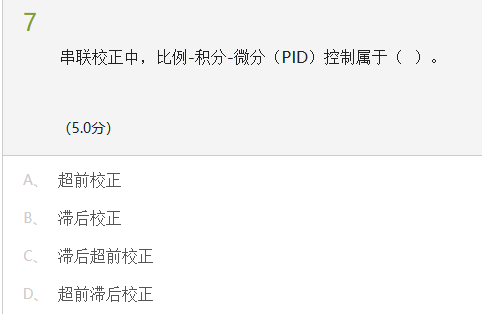 7
串联校正中，比例-积分-微分（PID）控制属于（  ）。
(5.0分)
A、 超前校正
B、 滞后校正
C、 滞后超前校正
D、 超前滞后校正